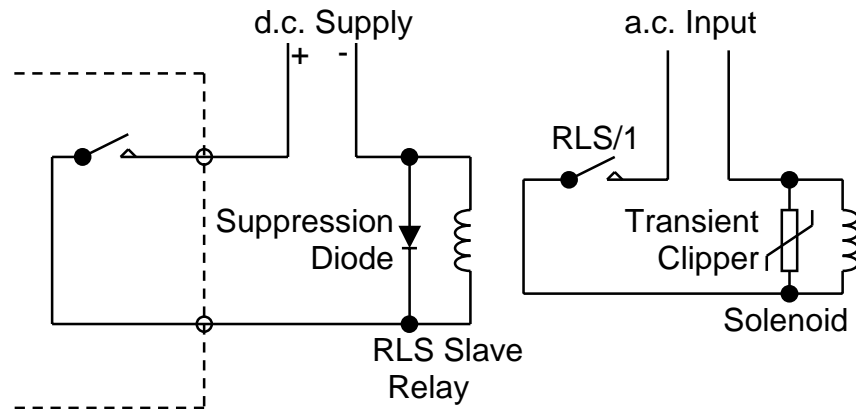 d.c. Supply
+ -
a.c. Input
RLS/1
Suppression
Diode
Transient
Clipper
RLS Slave
Relay
Solenoid